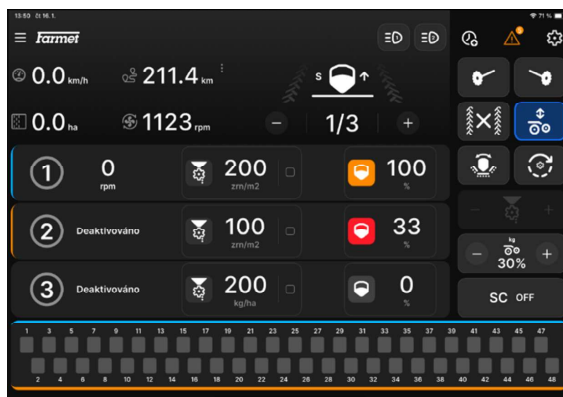 13:50 čt 16. 1.
71 %
Farmet
0.0 km/h
211.4 km
S
0.0 ha
1123 rpm
− 1/3 +
1
0
rpm
200
zrn/m2
100
%
2
Deaktivováno
100
zrn/m2
33
%
3
Deaktivováno
200
kg/ha
0
%
− +
kg
− 30% +
SC OFF
1 3 5 7 9 11 13 15 17 19 21 23 25 27 29 31 33 35 37 39 41 43 45 47
2 4 6 8 10 12 14 16 18 20 22 24 26 28 30 32 34 36 38 40 42 44 46 48